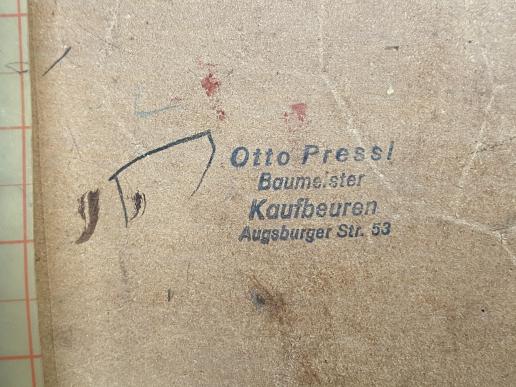 Otto Pressl
Baumeister
Kaufbeuren
Augsburger Str. 53